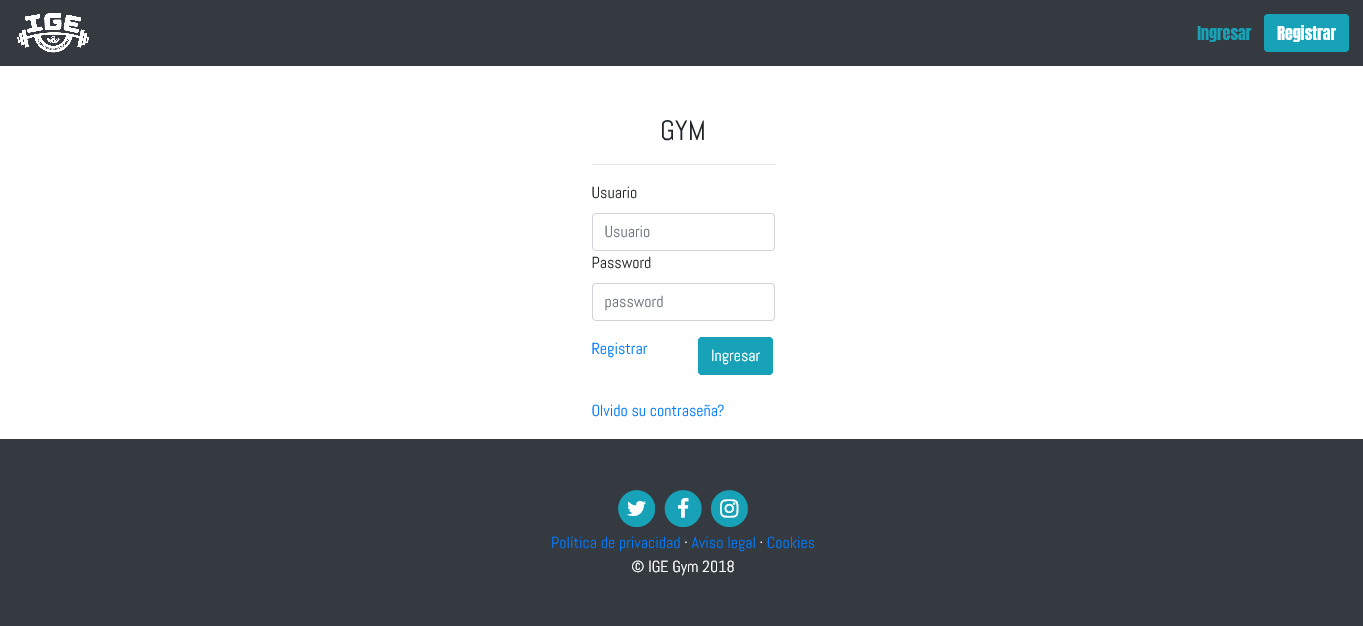 IGE
Ingresar Registrar
GYM
Usuario
Usuario
Password
password
Registrar Ingresar
Olvido su contraseña?
Política de privacidad · Aviso legal · Cookies
© IGE Gym 2018